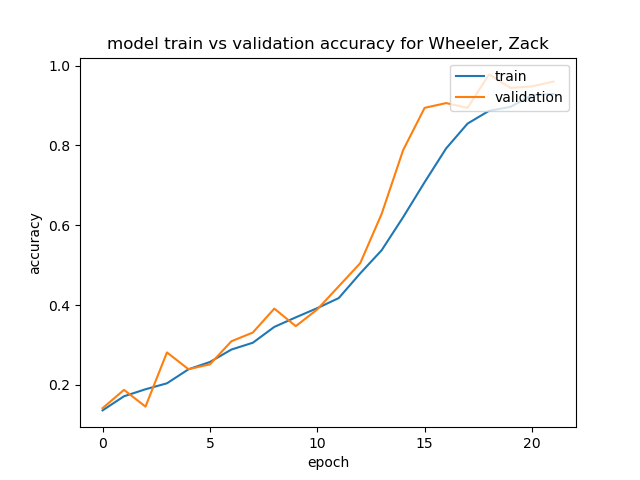 model train vs validation accuracy for Wheeler, Zack
train
validation
1.0
0.8
0.6
0.4
0.2
accuracy
0
5
10
15
20
epoch